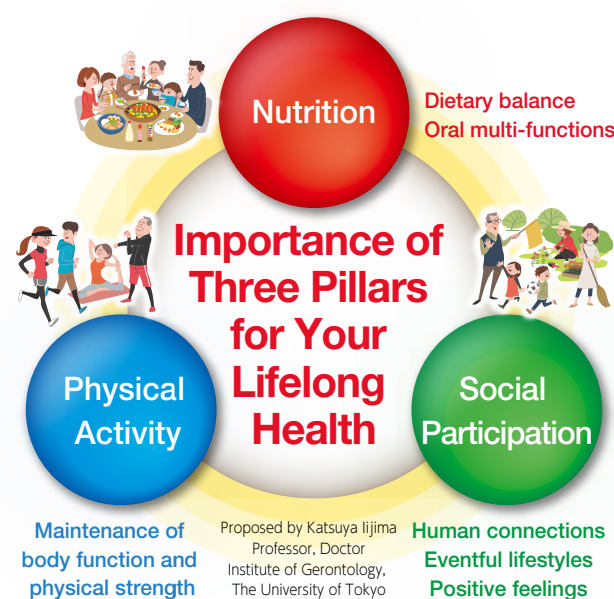 Nutrition
Dietary balance
Oral multi-functions
Importance of
Three Pillars
for Your
Lifelong
Health
Physical
Activity
Social
Participation
Maintenance of
body function and
physical strength
Proposed by Katsuya Iijima
Professor, Doctor
Institute of Gerontology,
The University of Tokyo
Human connections
Eventful lifestyles
Positive feelings